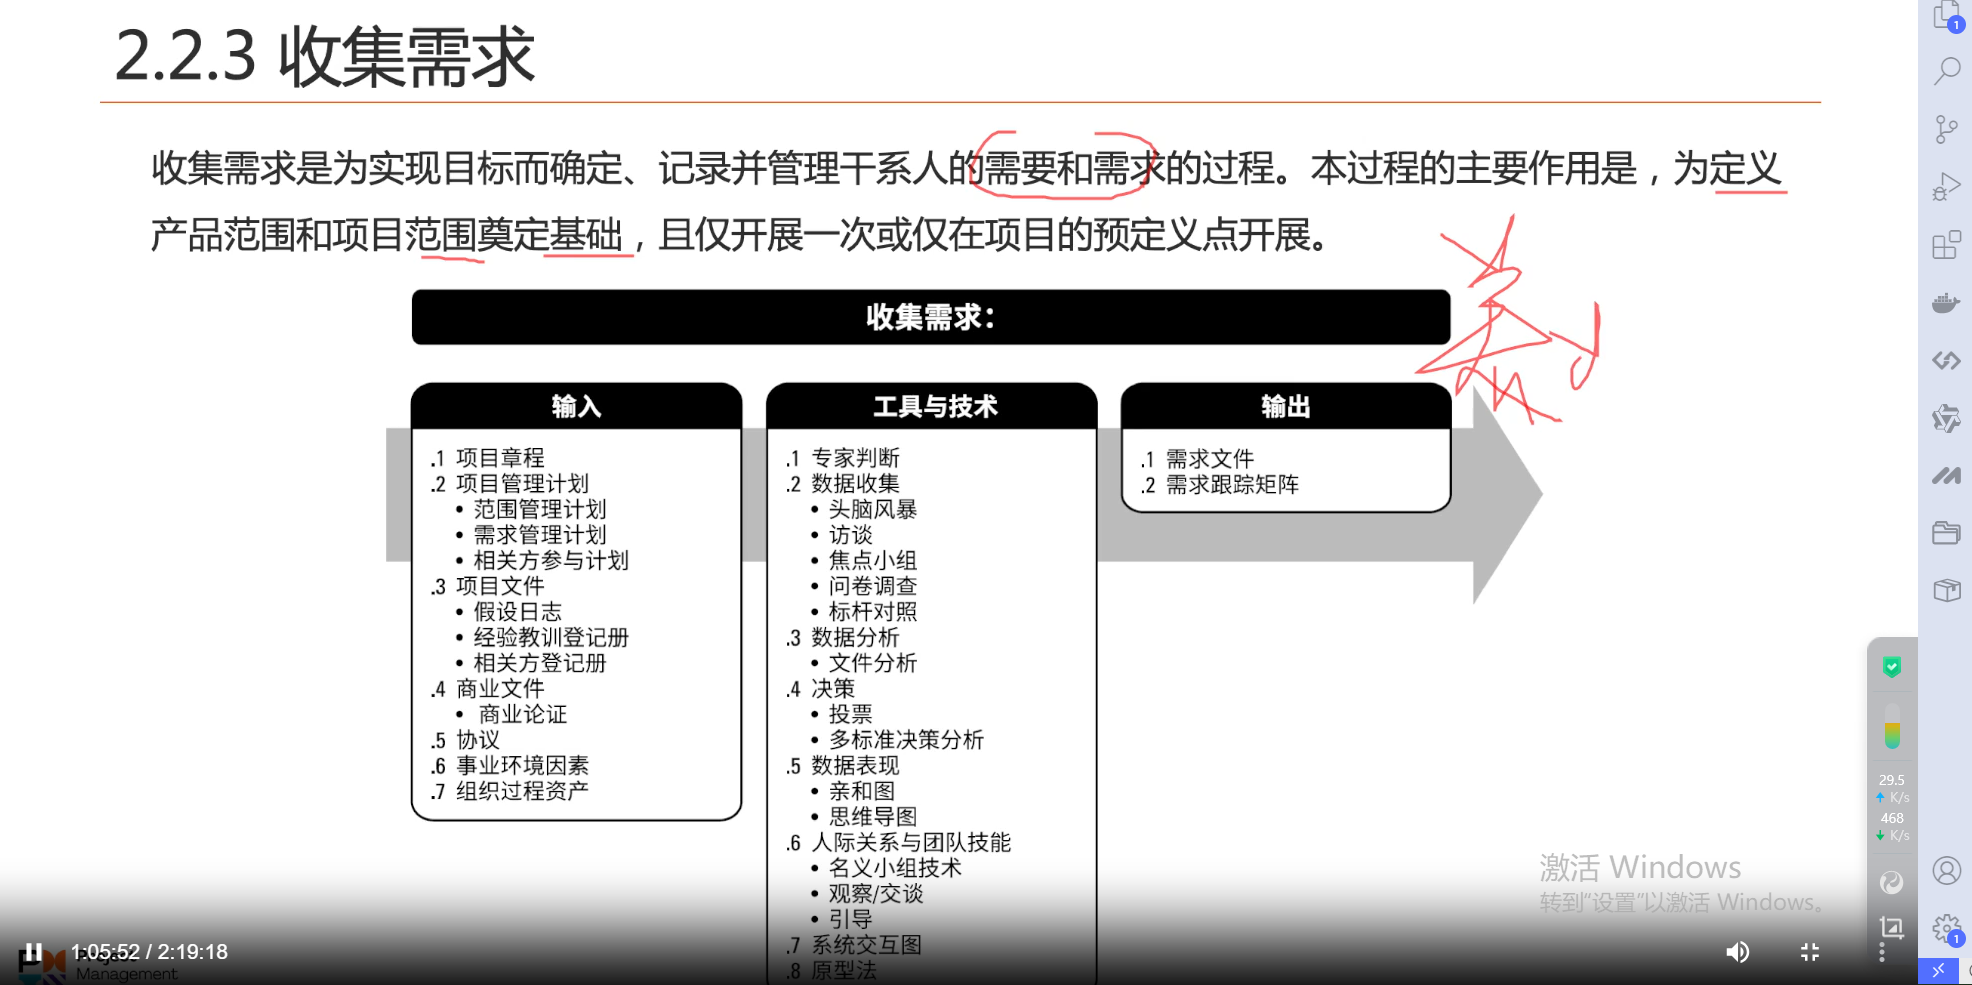 2.2.3 收集需求
收集需求是为实现目标而确定、记录并管理干系人的需要和需求的过程。本过程的主要作用是，为定义
产品范围和项目范围奠定基础，且仅开展一次或仅在项目的预定义点开展。
收集需求：
输入
.1 项目章程
.2 项目管理计划
• 范围管理计划
• 需求管理计划
• 相关方参与计划
.3 项目文件
• 假设日志
• 经验教训登记册
• 相关方登记册
.4 商业文件
• 商业论证
.5 协议
.6 事业环境因素
.7 组织过程资产
工具与技术
.1 专家判断
.2 数据收集
• 头脑风暴
• 访谈
• 焦点小组
• 问卷调查
• 标杆对照
.3 数据分析
• 文件分析
.4 决策
• 投票
• 多标准决策分析
.5 数据表现
• 亲和图
• 思维导图
.6 人际关系与团队技能
• 名义小组技术
• 观察/交谈
• 引导
.7 系统交互图
.8 原型法
输出
.1 需求文件
.2 需求跟踪矩阵
1
29.5
K/s
468
K/s
激活 Windows
转到“设置”以激活 Windows。
1
1:05:52 / 2:19:18
Management